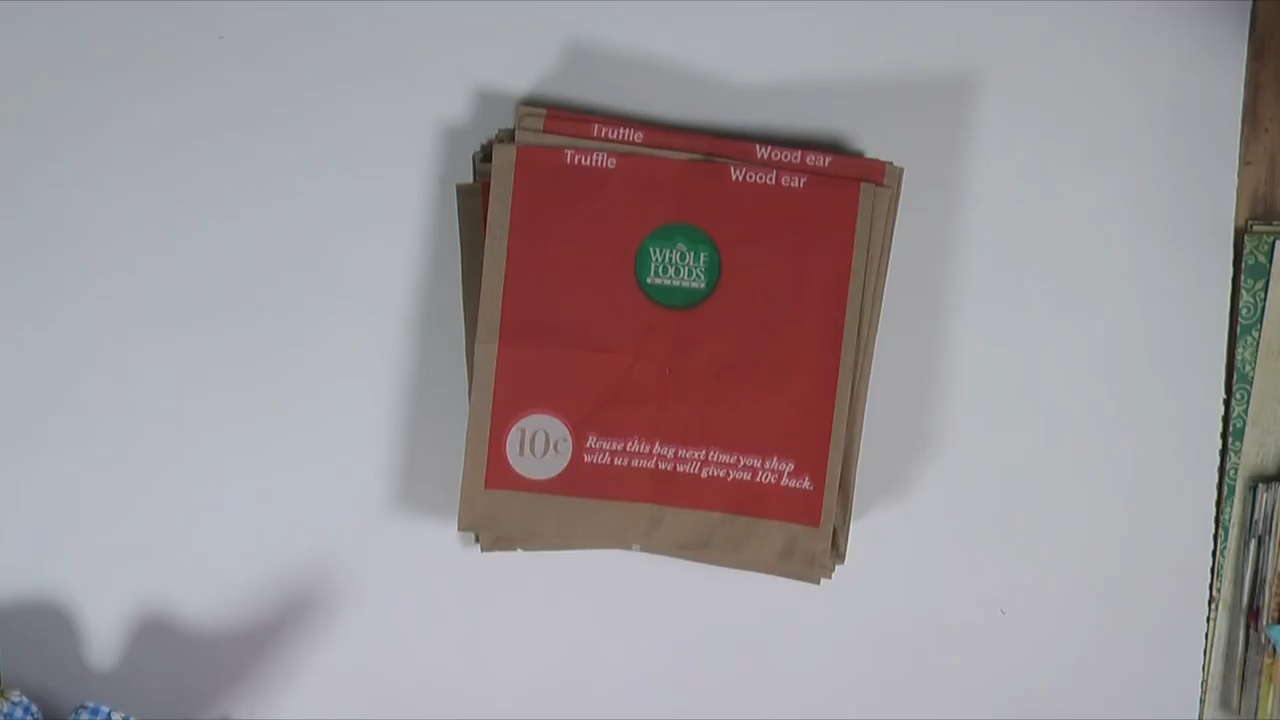 Truffle
Wood ear
Truffle
Wood ear
WHOLE
FOODS
MARKET
10¢
Reuse this bag next time you shop
with us and we will give you 10¢ back.